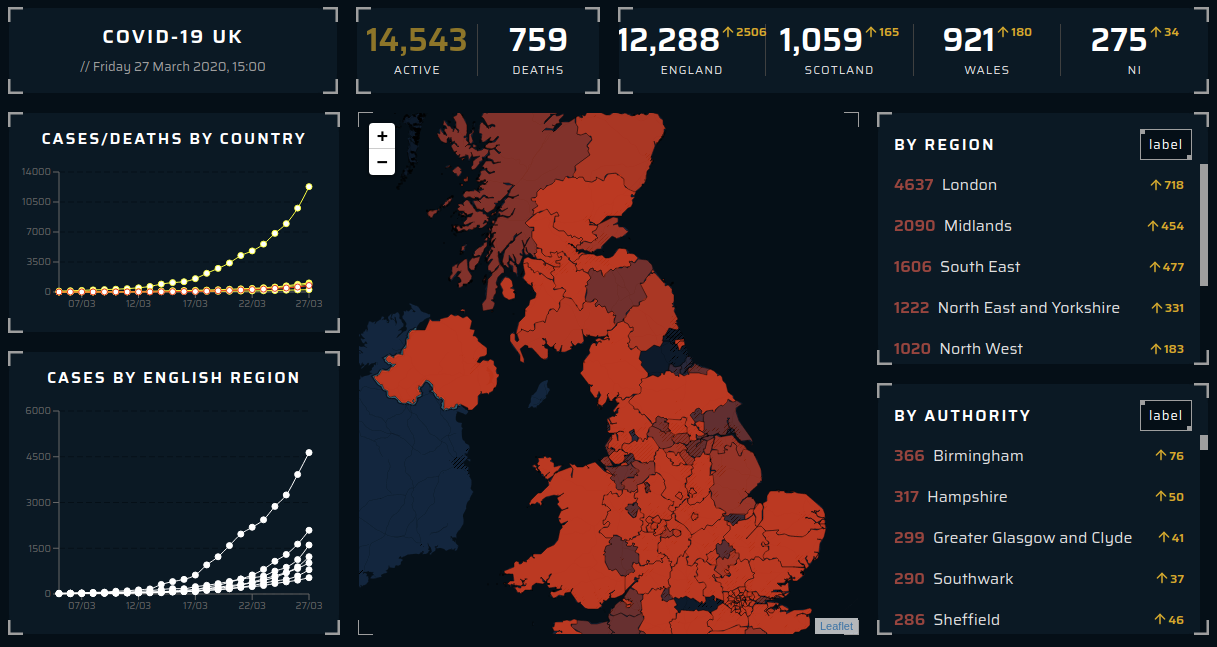 COVID-19 UK
// Friday 27 March 2020, 15:00
14,543
ACTIVE
759
DEATHS
12,288 ↑ 2506
ENGLAND
1,059 ↑ 165
SCOTLAND
921 ↑ 180
WALES
275 ↑ 34
NI
CASES/DEATHS BY COUNTRY
14000
10500
7000
3500
0
07/03 12/03 17/03 22/03 27/03
CASES BY ENGLISH REGION
6000
4500
3000
1500
0
07/03 12/03 17/03 22/03 27/03
+
−
Leaflet
BY REGION
label
4637 London ↑ 718
2090 Midlands ↑ 454
1606 South East ↑ 477
1222 North East and Yorkshire ↑ 331
1020 North West ↑ 183
BY AUTHORITY
label
366 Birmingham ↑ 76
317 Hampshire ↑ 50
299 Greater Glasgow and Clyde ↑ 41
290 Southwark ↑ 37
286 Sheffield ↑ 46